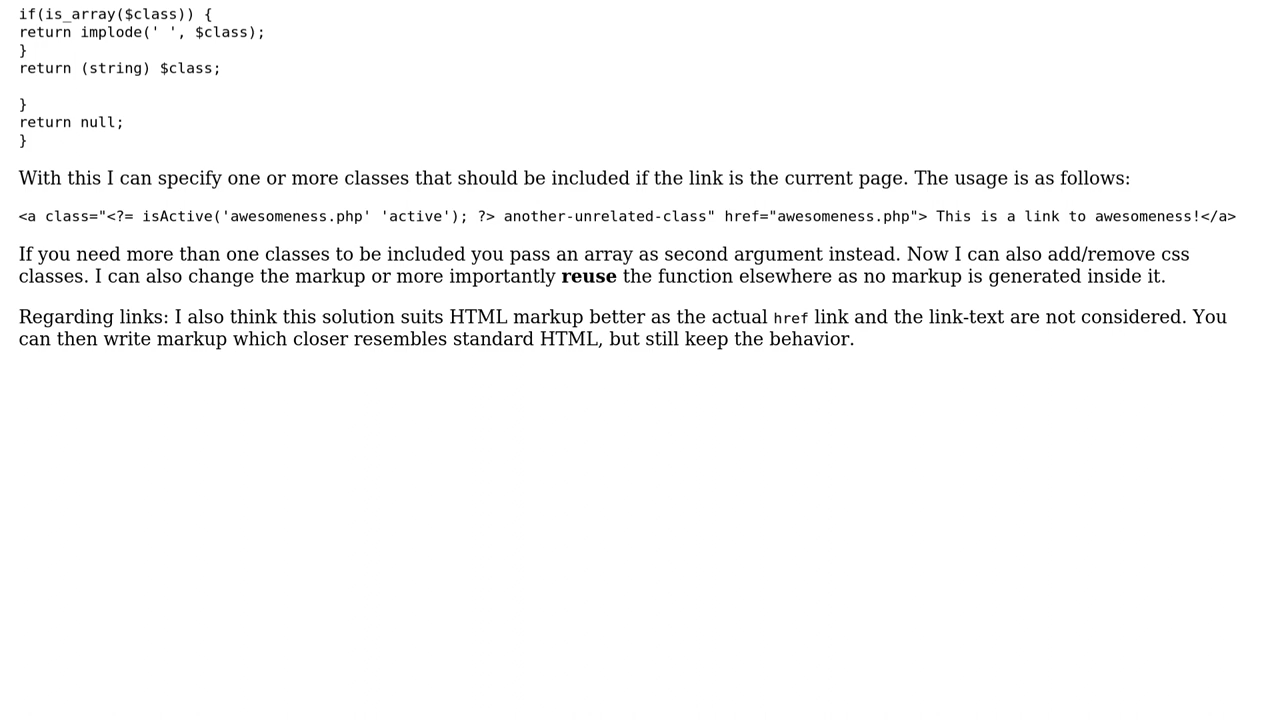 if(is_array($class)) {
return implode(' ', $class);
}
return (string) $class;
}
return null;
}
With this I can specify one or more classes that should be included if the link is the current page. The usage is as follows:
<a class="<?= isActive('awesomeness.php' 'active'); ?> another-unrelated-class" href="awesomeness.php"> This is a link to awesomeness!</a>
If you need more than one classes to be included you pass an array as second argument instead. Now I can also add/remove css
classes. I can also change the markup or more importantly reuse the function elsewhere as no markup is generated inside it.
Regarding links: I also think this solution suits HTML markup better as the actual href link and the link-text are not considered. You
can then write markup which closer resembles standard HTML, but still keep the behavior.